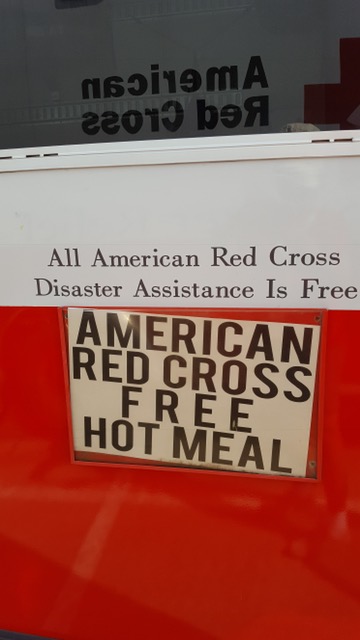 American
Red Cross
All American Red Cross
Disaster Assistance Is Free
AMERICAN
RED CROSS
FREE
HOT MEAL